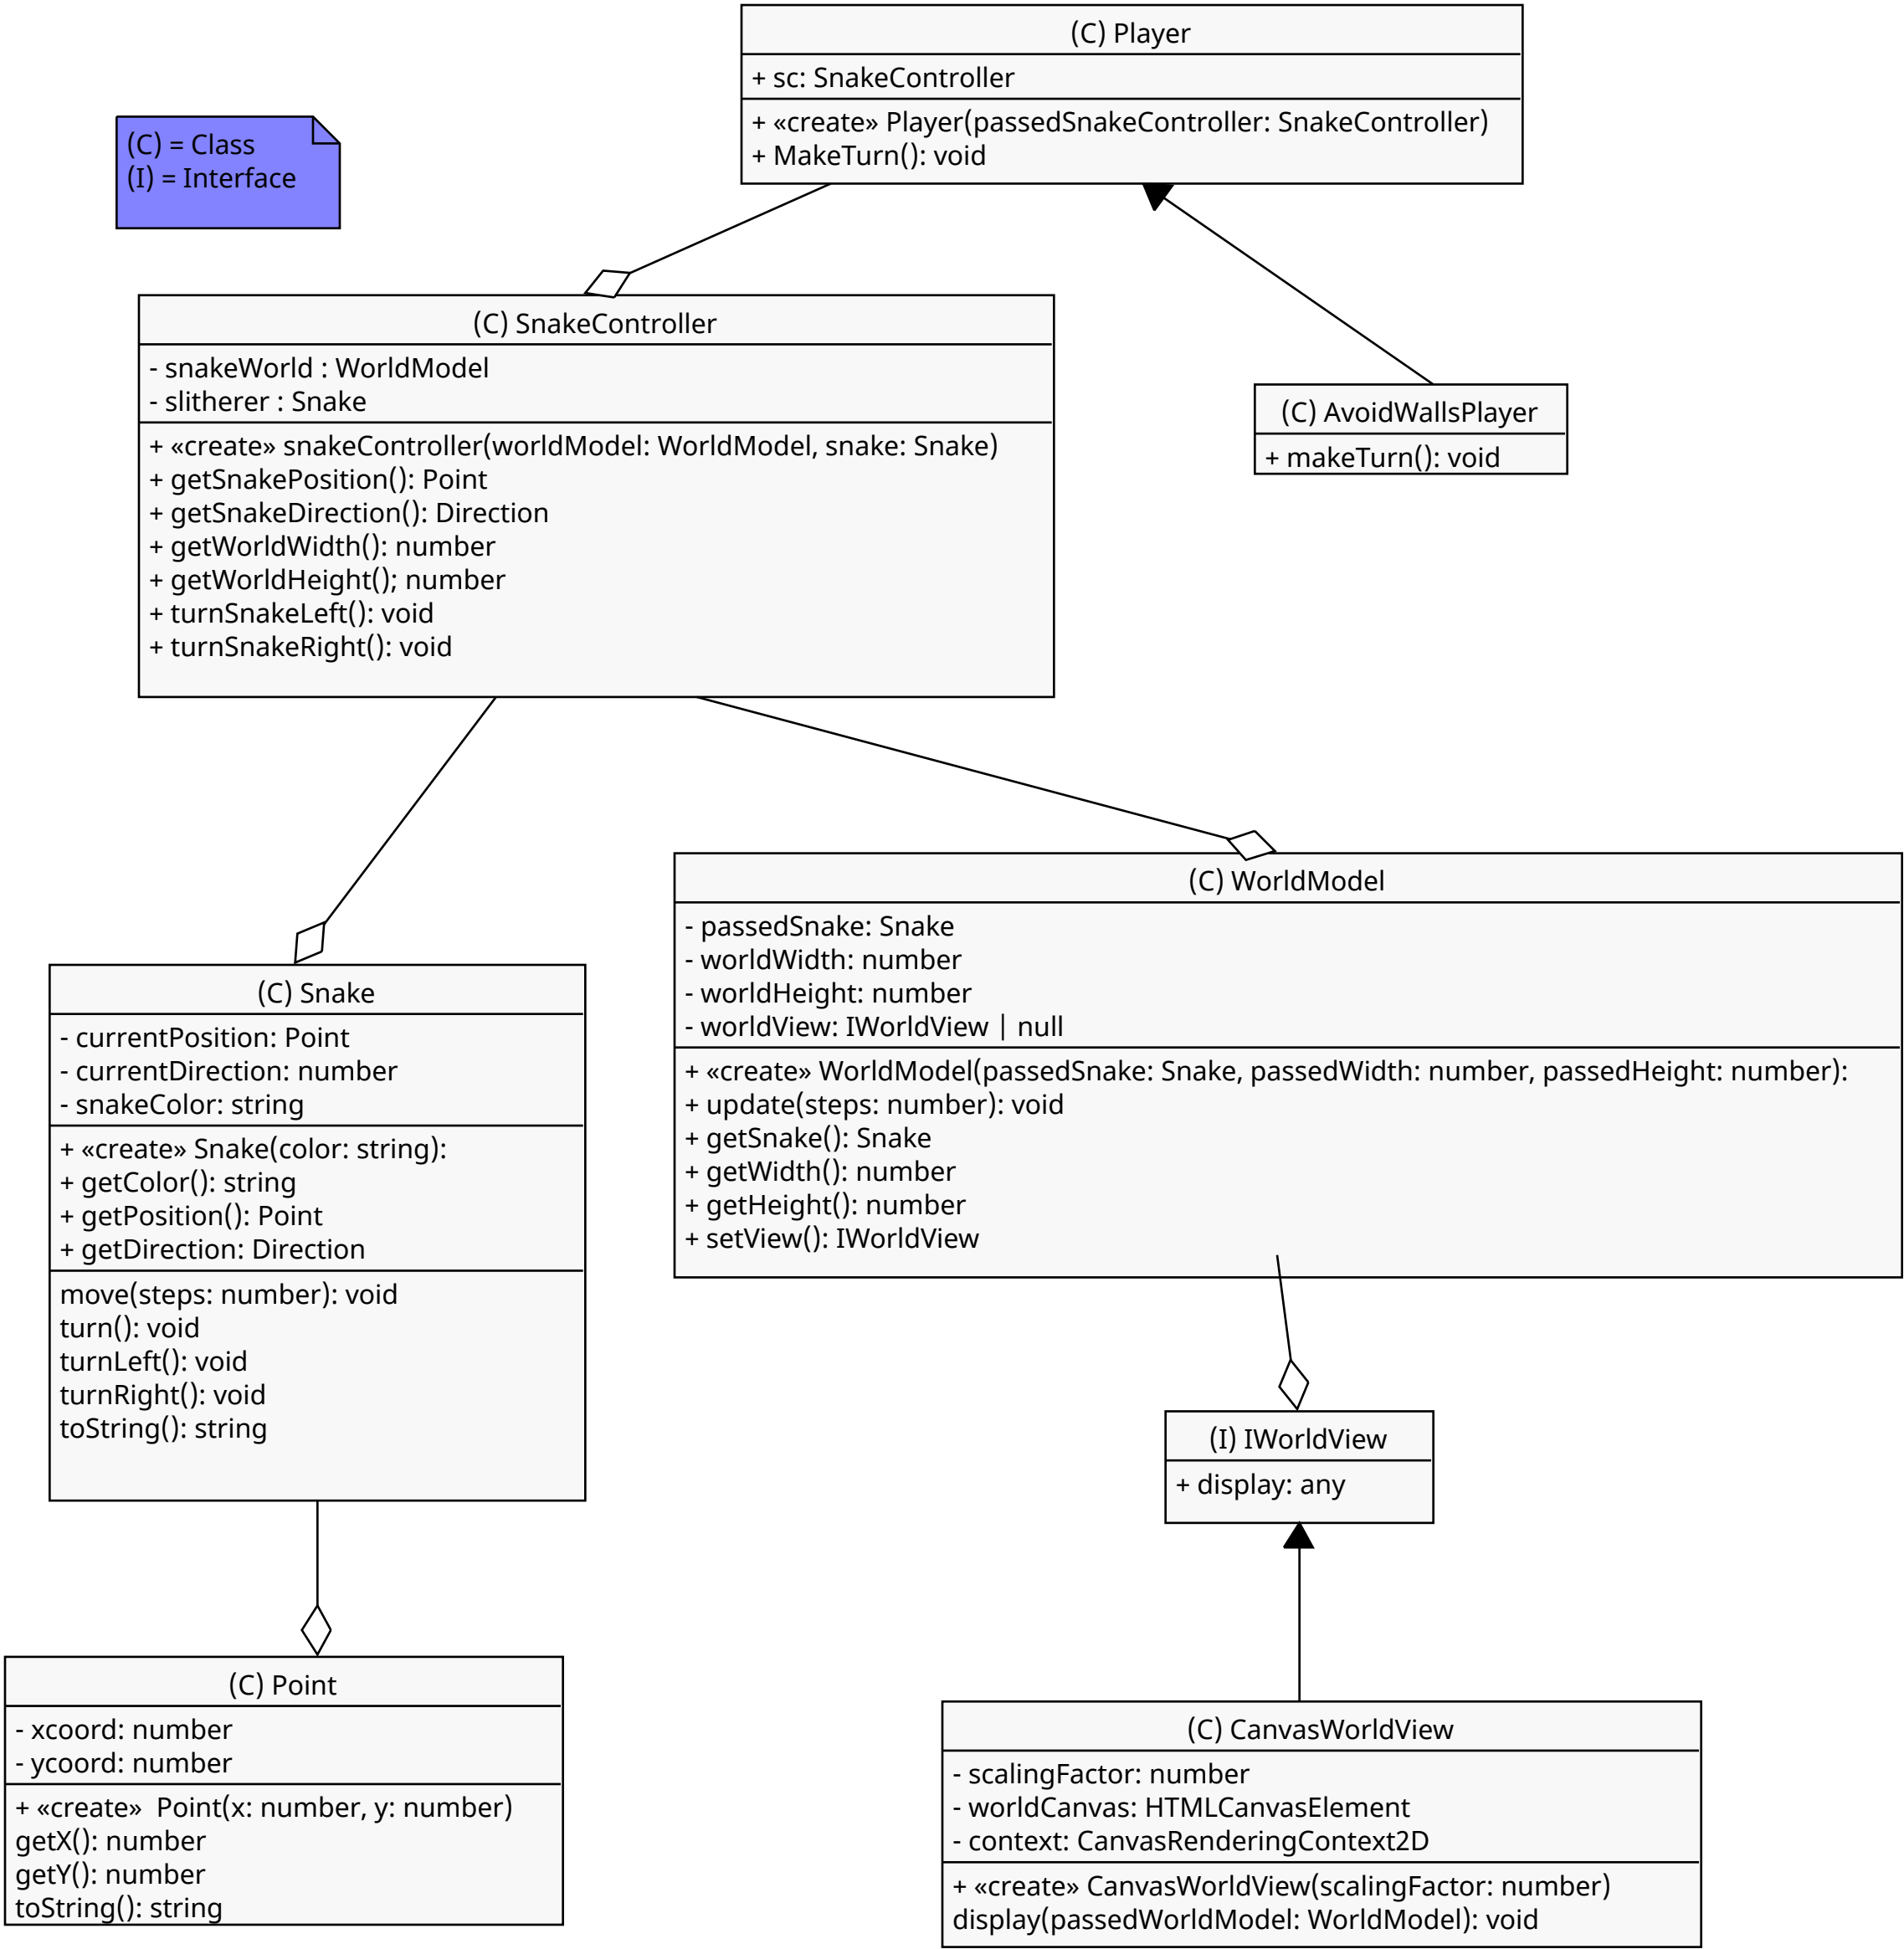 (C) Player
+ sc: SnakeController
+ «create» Player(passedSnakeController: SnakeController)
+ MakeTurn(): void
(C) = Class
(I) = Interface
(C) SnakeController
- snakeWorld : WorldModel
- slitherer : Snake
+ «create» snakeController(worldModel: WorldModel, snake: Snake)
+ getSnakePosition(): Point
+ getSnakeDirection(): Direction
+ getWorldWidth(): number
+ getWorldHeight(); number
+ turnSnakeLeft(): void
+ turnSnakeRight(): void
(C) AvoidWallsPlayer
+ makeTurn(): void
(C) Snake
- currentPosition: Point
- currentDirection: number
- snakeColor: string
+ «create» Snake(color: string):
+ getColor(): string
+ getPosition(): Point
+ getDirection: Direction
move(steps: number): void
turn(): void
turnLeft(): void
turnRight(): void
toString(): string
(C) WorldModel
- passedSnake: Snake
- worldWidth: number
- worldHeight: number
- worldView: IWorldView | null
+ «create» WorldModel(passedSnake: Snake, passedWidth: number, passedHeight: number):
+ update(steps: number): void
+ getSnake(): Snake
+ getWidth(): number
+ getHeight(): number
+ setView(): IWorldView
(I) IWorldView
+ display: any
(C) Point
- xcoord: number
- ycoord: number
+ «create»  Point(x: number, y: number)
getX(): number
getY(): number
toString(): string
(C) CanvasWorldView
- scalingFactor: number
- worldCanvas: HTMLCanvasElement
- context: CanvasRenderingContext2D
+ «create» CanvasWorldView(scalingFactor: number)
display(passedWorldModel: WorldModel): void